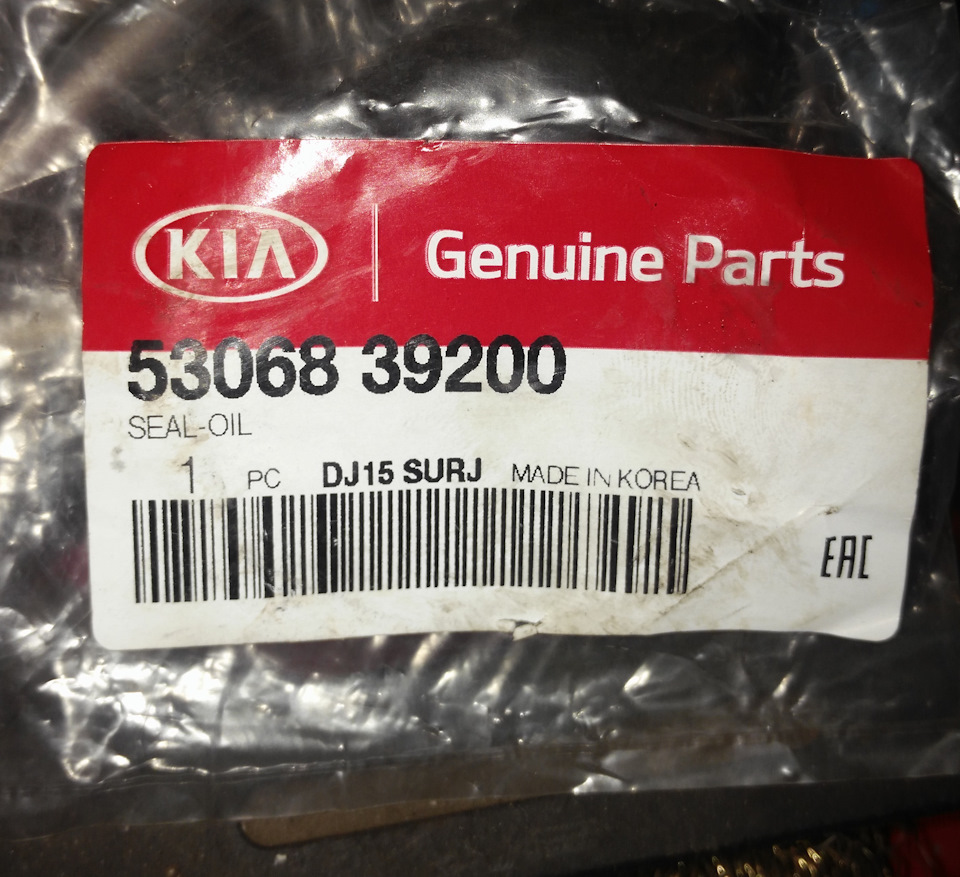 KIA Genuine Parts
53068 39200
SEAL-OIL
1 PC DJ15 SURJ MADE IN KOREA
EAC